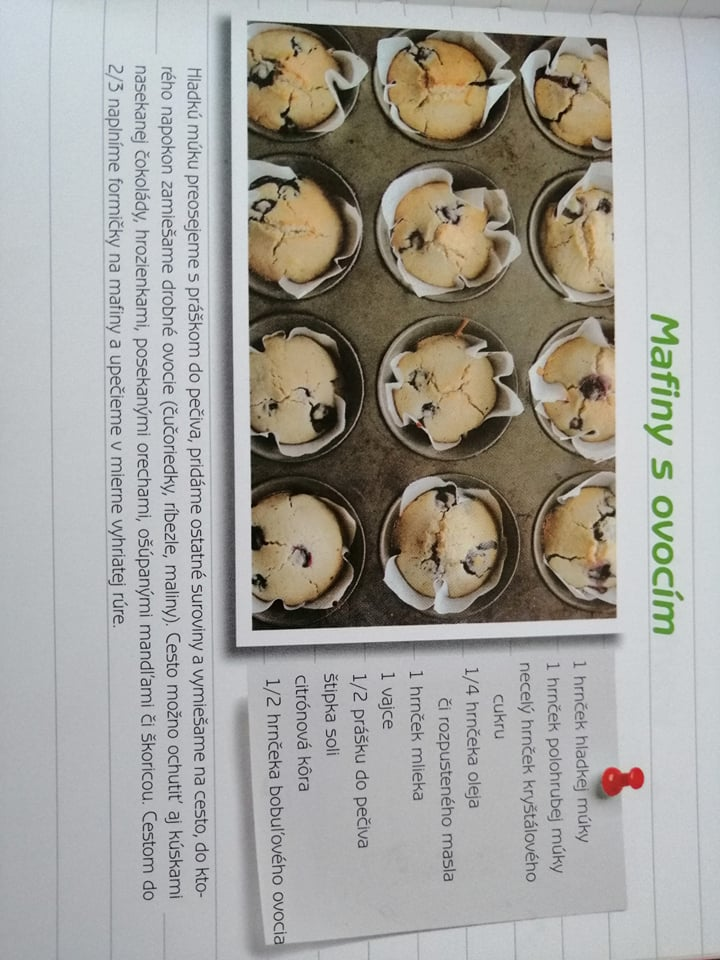 Mafiny s ovocím
1 hrnček hladkej múky
1 hrnček polohrubej múky
necelý hrnček kryštálového
cukru
1/4 hrnčeka oleja
či rozpusteného masla
1 hrnček mlieka
1 vajce
1/2 prášku do pečiva
štipka soli
citrónová kôra
1/2 hrnčeka bobuľového ovocia
Hladkú múku preosejeme s práškom do pečiva, pridáme ostatné suroviny a vymiešame na cesto, do kto-
rého napokon zamiešame drobné ovocie (čučoriedky, ríbezle, maliny). Cesto možno ochutiť aj kúskami
nasekanej čokolády, hrozienkami, posekanými orechami, ošúpanými mandľami či škoricou. Cestom do
2/3 naplníme formičky na mafiny a upečieme v mierne vyhriatej rúre.